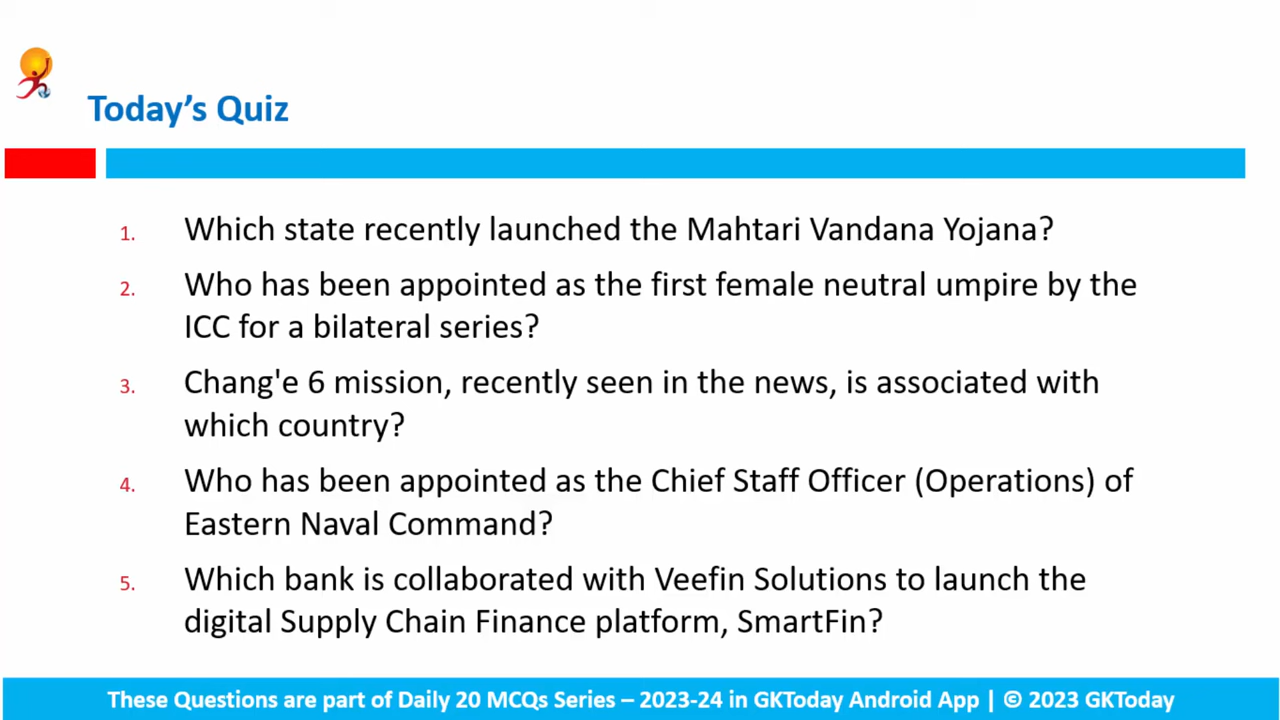 Today's Quiz
1. Which state recently launched the Mahtari Vandana Yojana?
2. Who has been appointed as the first female neutral umpire by the
ICC for a bilateral series?
3. Chang'e 6 mission, recently seen in the news, is associated with
which country?
4. Who has been appointed as the Chief Staff Officer (Operations) of
Eastern Naval Command?
5. Which bank is collaborated with Veefin Solutions to launch the
digital Supply Chain Finance platform, SmartFin?
These Questions are part of Daily 20 MCQs Series – 2023-24 in GKToday Android App | © 2023 GKToday